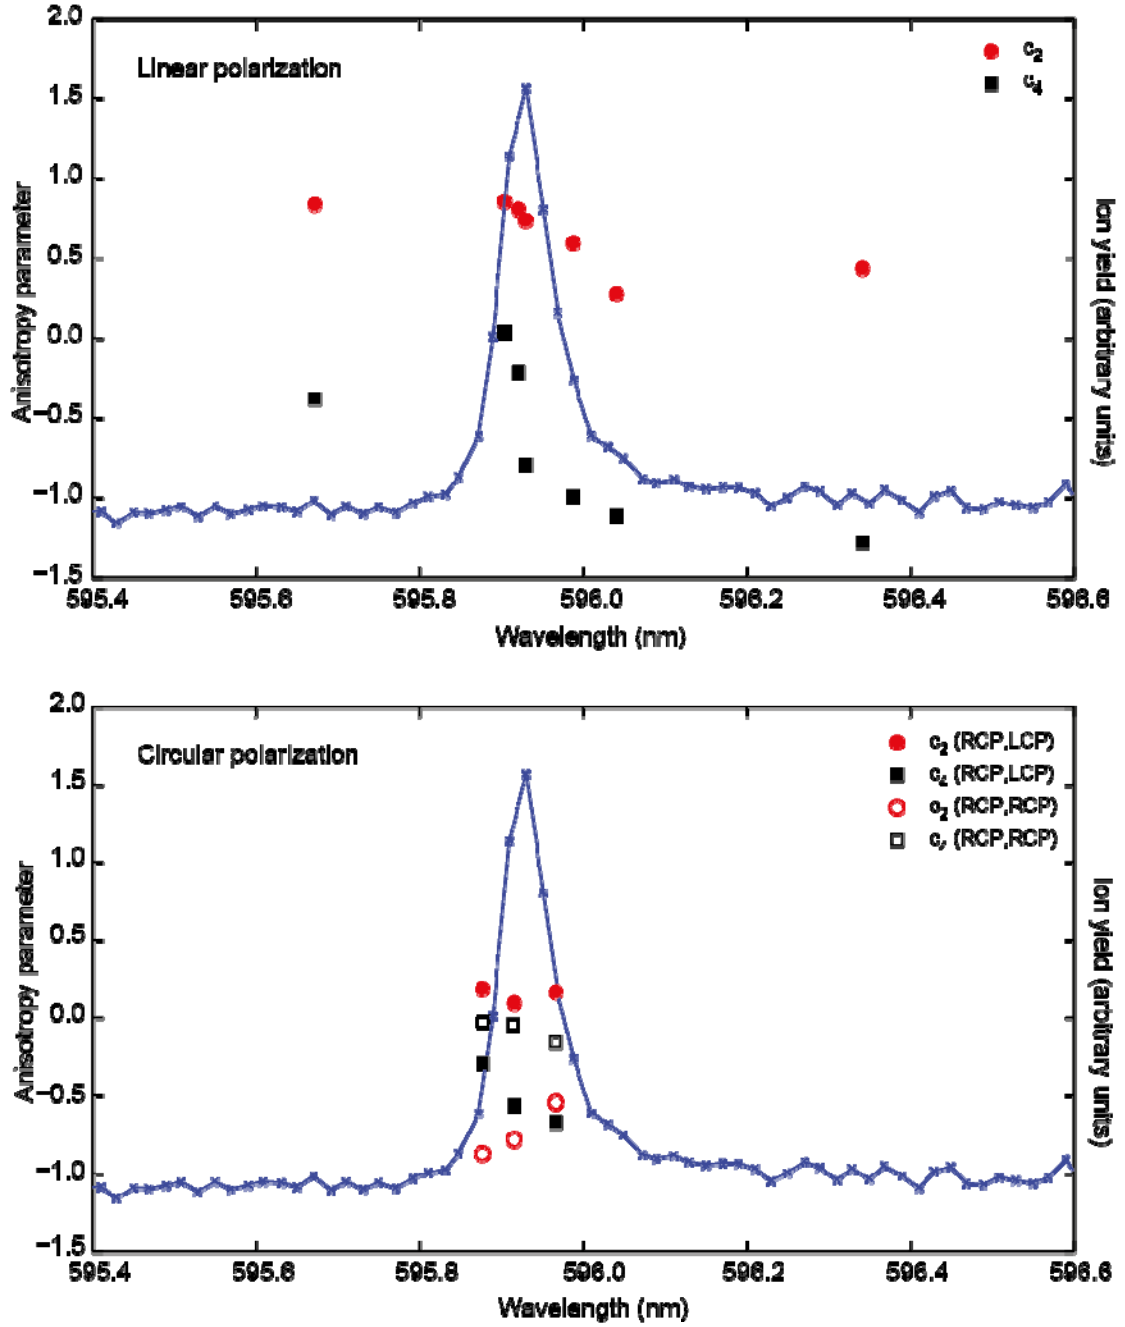 2.0
Linear polarization
c2
c4
1.5
1.0
0.5
0.0
−0.5
−1.0
−1.5
Anisotropy parameter
Ion yield (arbitrary units)
595.4 595.6 595.8 596.0 596.2 596.4 596.6
Wavelength (nm)
2.0
Circular polarization
c2 (RCP,LCP)
c4 (RCP,LCP)
c2 (RCP,RCP)
c4 (RCP,RCP)
1.5
1.0
0.5
0.0
−0.5
−1.0
−1.5
Anisotropy parameter
Ion yield (arbitrary units)
595.4 595.6 595.8 596.0 596.2 596.4 596.6
Wavelength (nm)